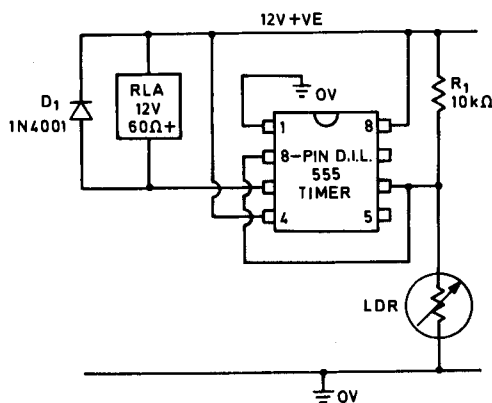 12V+VE
D1
1N4001
RLA
12V
60Ω+
0V
R1
10kΩ
1
8
8-PIN D.I.L.
555
TIMER
4
5
LDR
0V